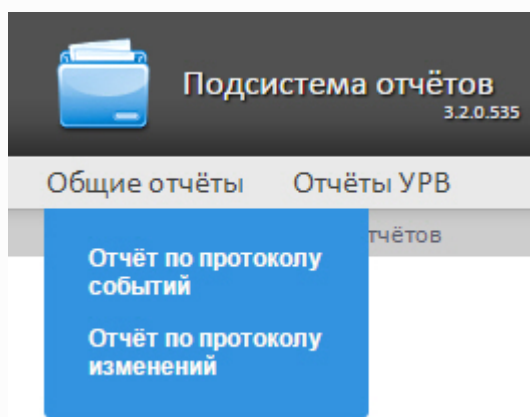 Подсистема отчётов
3.2.0.535
Общие отчёты Отчёты УРВ
тчётов
Отчёт по протоколу
событий
Отчёт по протоколу
изменений